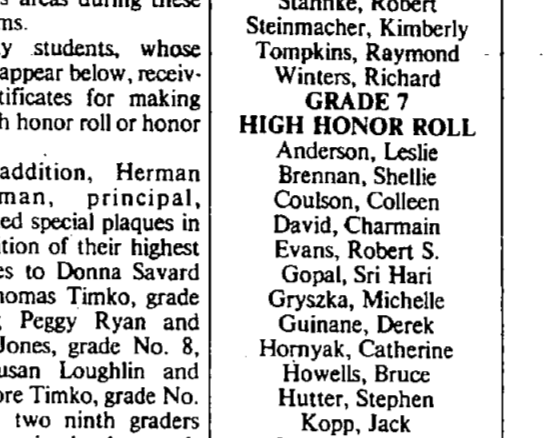 areas during these
ms.
y students, whose
appear below, receiv-
tificates for making
h honor roll or honor
addition, Herman
man, principal,
ed special plaques in
tion of their highest
es to Donna Savard
homas Timko, grade
Peggy Ryan and
Jones, grade No. 8,
usan Loughlin and
ore Timko, grade No.
two ninth graders
Robert
Steinmacher, Kimberly
Tompkins, Raymond
Winters, Richard
GRADE 7
HIGH HONOR ROLL
Anderson, Leslie
Brennan, Shellie
Coulson, Colleen
David, Charmain
Evans, Robert S.
Gopal, Sri Hari
Gryszka, Michelle
Guinane, Derek
Hornyak, Catherine
Howells, Bruce
Hutter, Stephen
Kopp, Jack